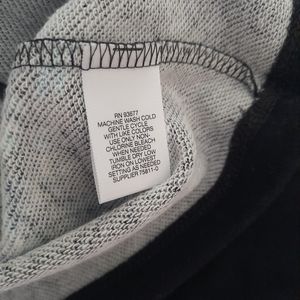 RN 93677
MACHINE WASH COLD
GENTLE CYCLE
WITH LIKE COLORS
USE ONLY NON-
CHLORINE BLEACH
WHEN NEEDED
TUMBLE DRY LOW
IRON ON LOWEST
SETTING AS NEEDED
SUPPLIER 75811-0